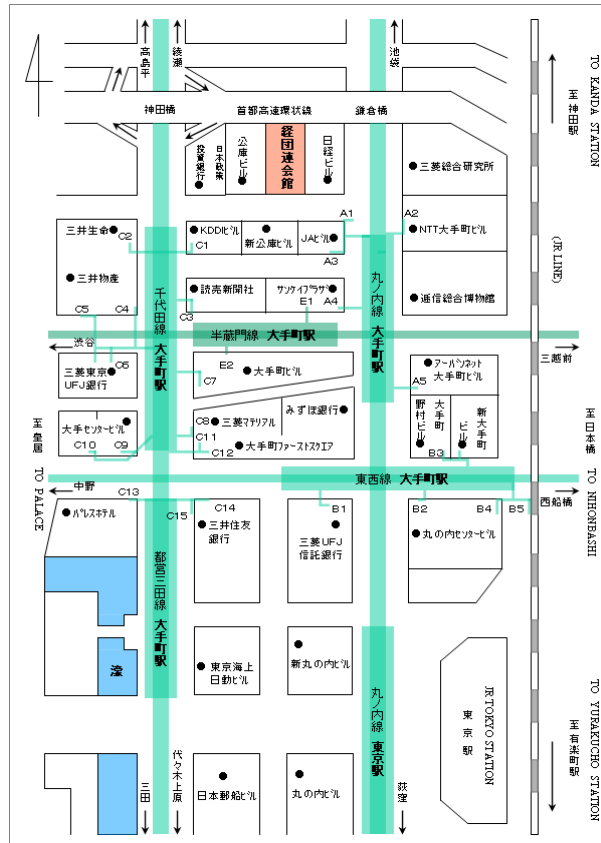 高島平
綾瀬
池袋
TO KANDA STATION
至神田駅
神田橋
首都高速環状線
鎌倉橋
日本政策
投資銀行
公庫ビル
経団連会館
日経ビル
三菱総合研究所
A1
A2
三井生命
C2
KDDIビル
C1
新公庫ビル
JAビル
A3
NTT大手町ビル
(JR LINE)
三井物産
C5
C4
読売新聞社
C3
サンケイプラザ
E1
A4
逓信総合博物館
千代田線 大手町駅
丸ノ内線 大手町駅
半蔵門線 大手町駅
渋谷
三越前
C6
三菱東京
UFJ銀行
E2
C7
大手町ビル
アーバンネット
大手町ビル
A5
至皇居
TO PALACE
大手センタービル
C10
C9
C8
三菱マテリアル
みずほ銀行
C11
C12
大手町ファーストスクエア
大手町
野村ビル
新大手町
ビル
B3
至日本橋
TO NIHONBASHI
東西線 大手町駅
中野
西船橋
C13
C15
C14
B1
B2
B4
B5
パレスホテル
三井住友
銀行
三菱UFJ
信託銀行
丸の内センタービル
都営三田線 大手町駅
濠
東京海上
日動ビル
新丸の内ビル
丸ノ内線 東京駅
JR TOKYO STATION
東京駅
TO YURAKUCHO STATION
至有楽町駅
三田
代々木上原
日本郵船ビル
丸の内ビル
荻窪